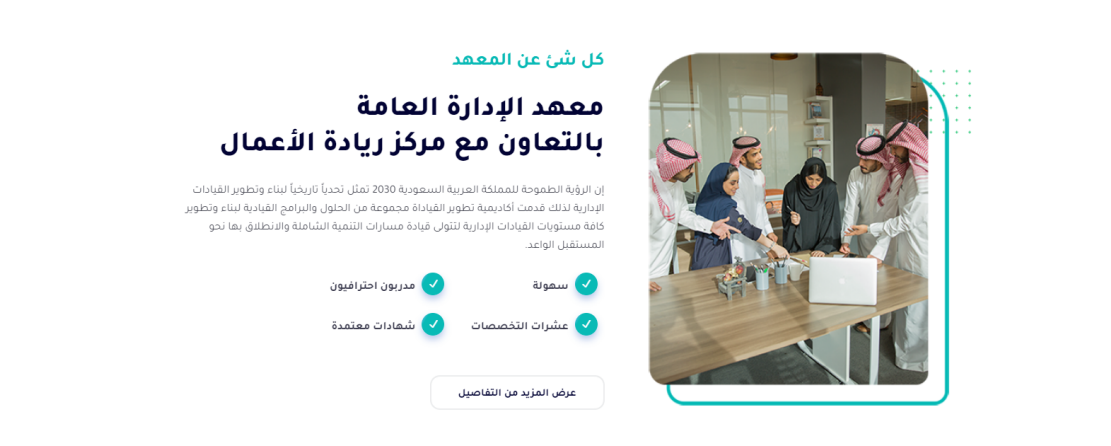 كل شئ عن المعهد
معهد الإدارة العامة
بالتعاون مع مركز ريادة الأعمال
إن الرؤية الطموحة للمملكة العربية السعودية 2030 تمثل تحدياً تاريخياً لبناء وتطوير القيادات
الإدارية لذلك قدمت أكاديمية تطوير القياداة مجموعة من الحلول والبرامج القيادية لبناء وتطوير
كافة مستويات القيادات الإدارية لتتولى قيادة مسارات التنمية الشاملة والانطلاق بها نحو
المستقبل الواعد.
سهولة
مدربون احترافيون
عشرات التخصصات
شهادات معتمدة
عرض المزيد من التفاصيل